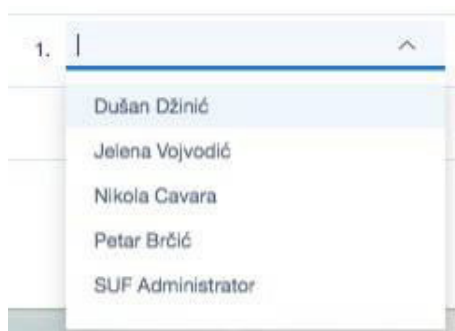 1.
Dušan Džinić
Jelena Vojvodić
Nikola Cavara
Petar Brčić
SUF Administrator